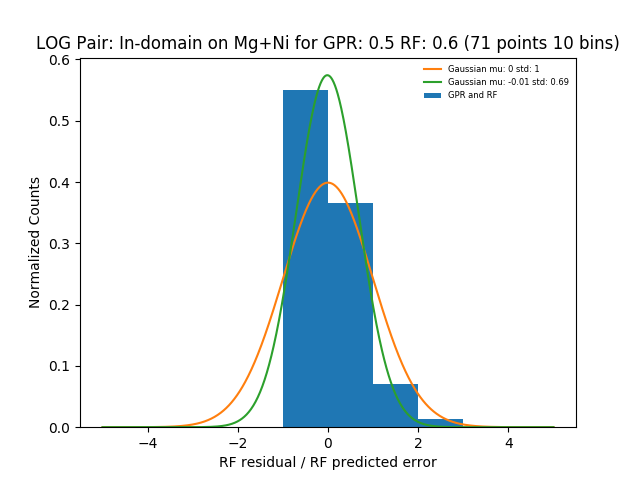 LOG Pair: In-domain on Mg+Ni for GPR: 0.5 RF: 0.6 (71 points 10 bins)
Gaussian mu: 0 std: 1
Gaussian mu: -0.01 std: 0.69
GPR and RF
0.6
0.5
0.4
0.3
0.2
0.1
0.0
Normalized Counts
−4 −2 0 2 4
RF residual / RF predicted error